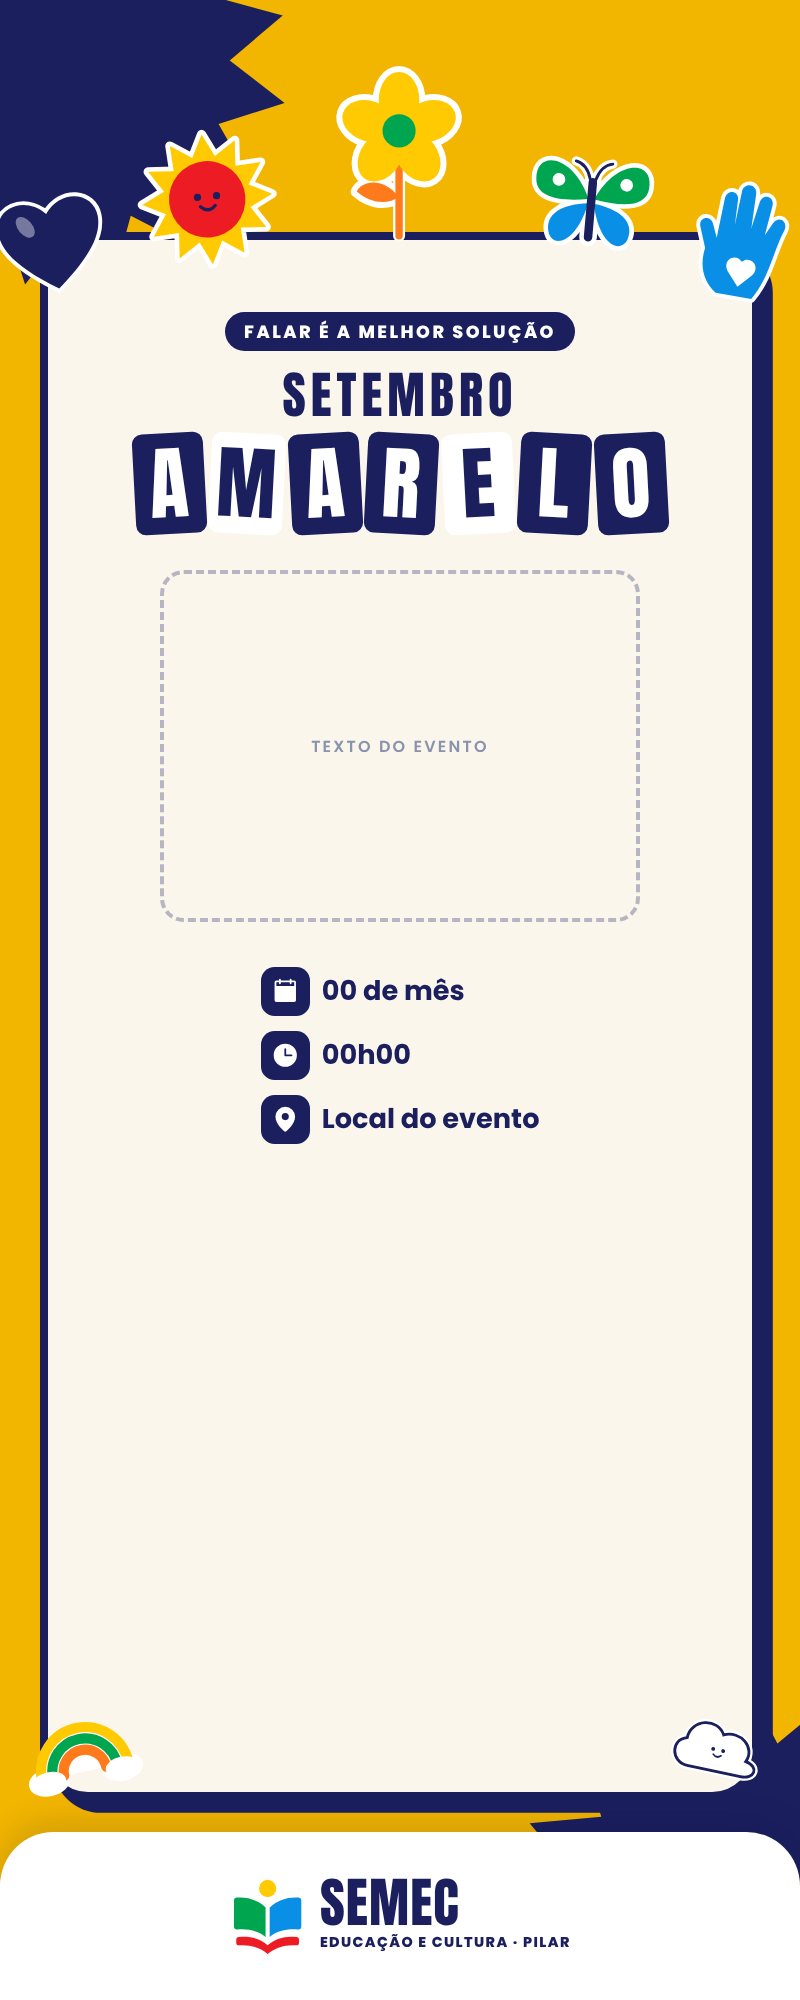 FALAR É A MELHOR SOLUÇÃO
SETEMBRO
AMARELO
TEXTO DO EVENTO
00 de mês
00h00
Local do evento
SEMEC
EDUCAÇÃO E CULTURA · PILAR